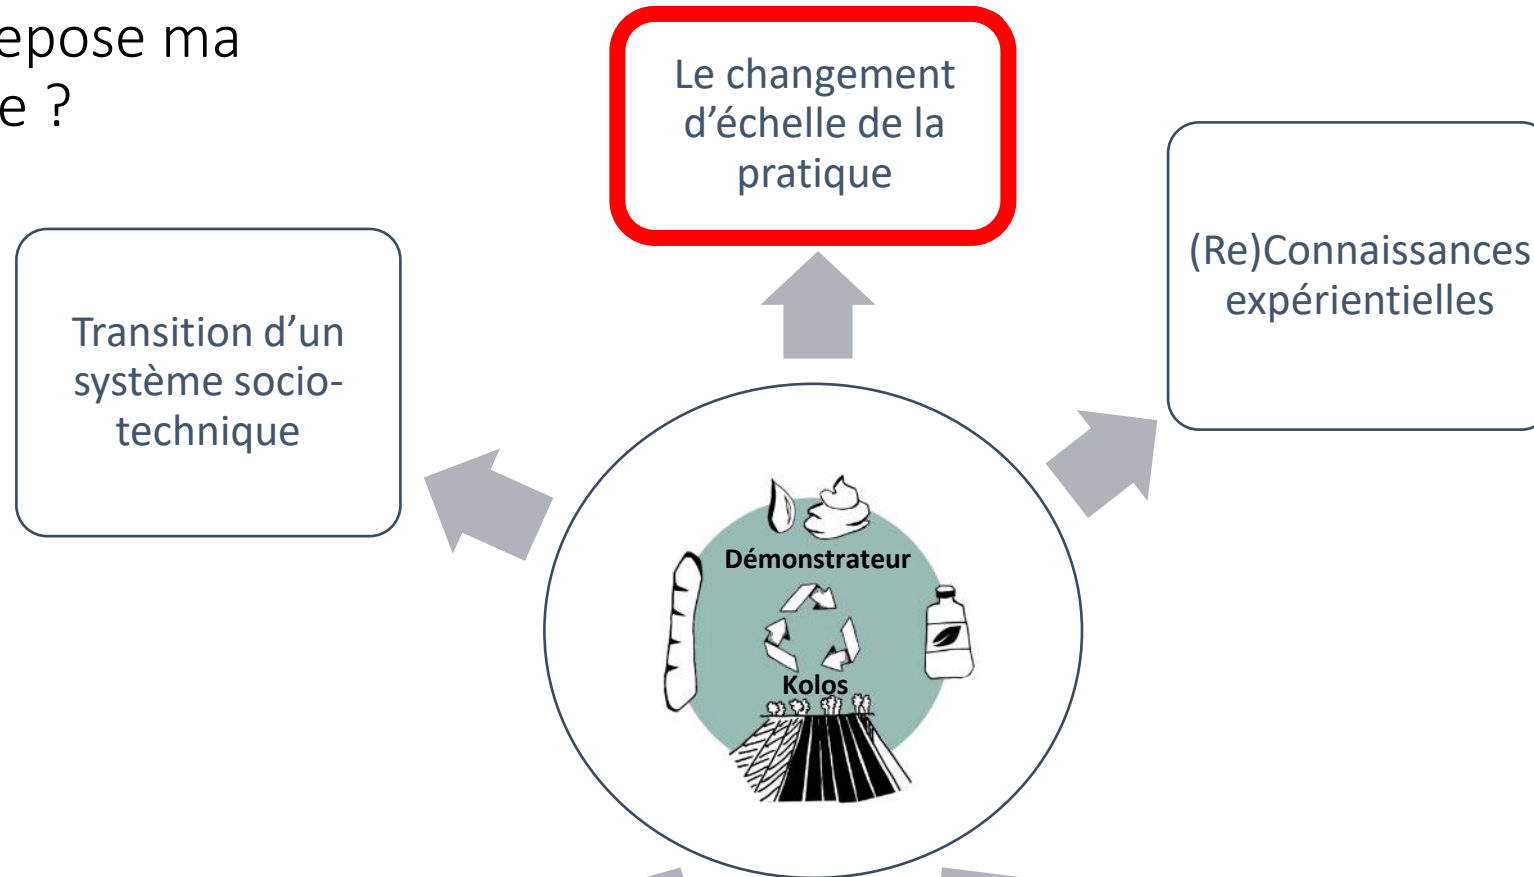 epose ma
e ?
Le changement
d’échelle de la
pratique
(Re)Connaissances
expérientielles
Transition d’un
système socio-
technique
Démonstrateur
Kolos